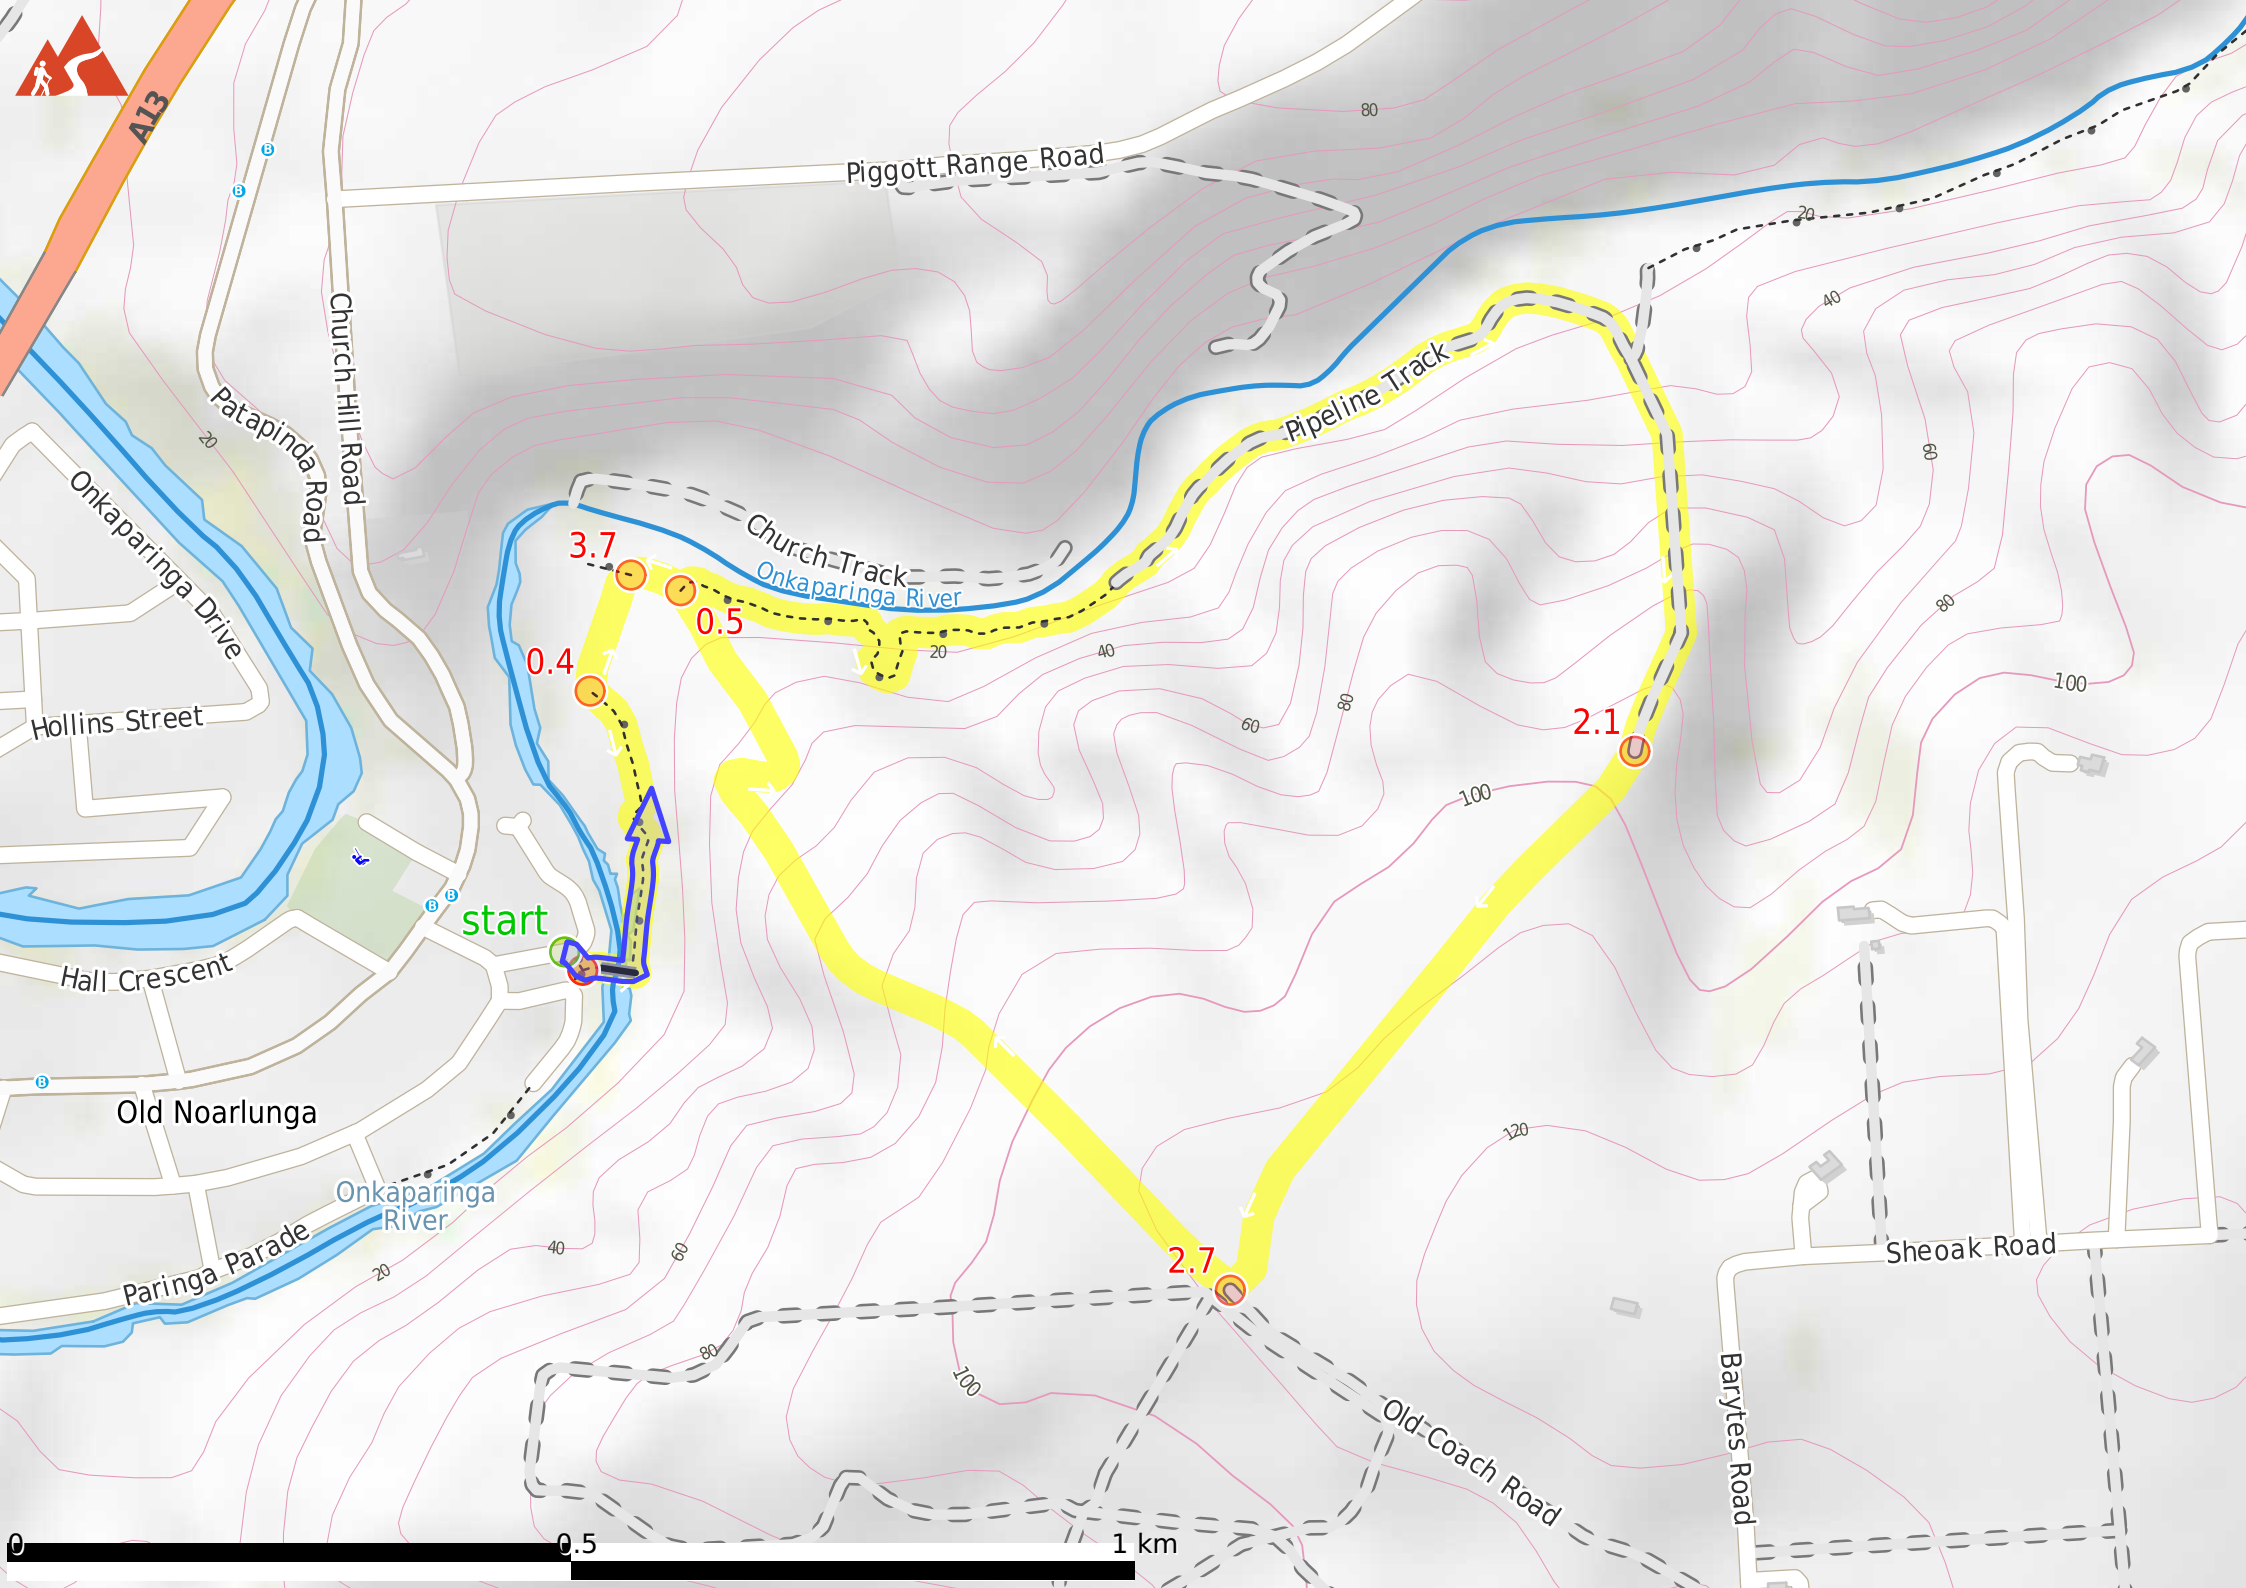 A13
80
Piggott Range Road
20
40
Church Hill Road
Pipeline Track
Patapinda Road
20
60
Onkaparinga Drive
Church Track
3.7
Onkaparinga River
0.5
80
0.4
20
40
100
80
60
2.1
Hollins Street
100
start
Hall Crescent
Old Noarlunga
120
Onkaparinga
River
40
60
20
Paringa Parade
2.7
Sheoak Road
80
100
Old Coach Road
Barytes Road
0
0.5
1 km
B
B
B
B
B